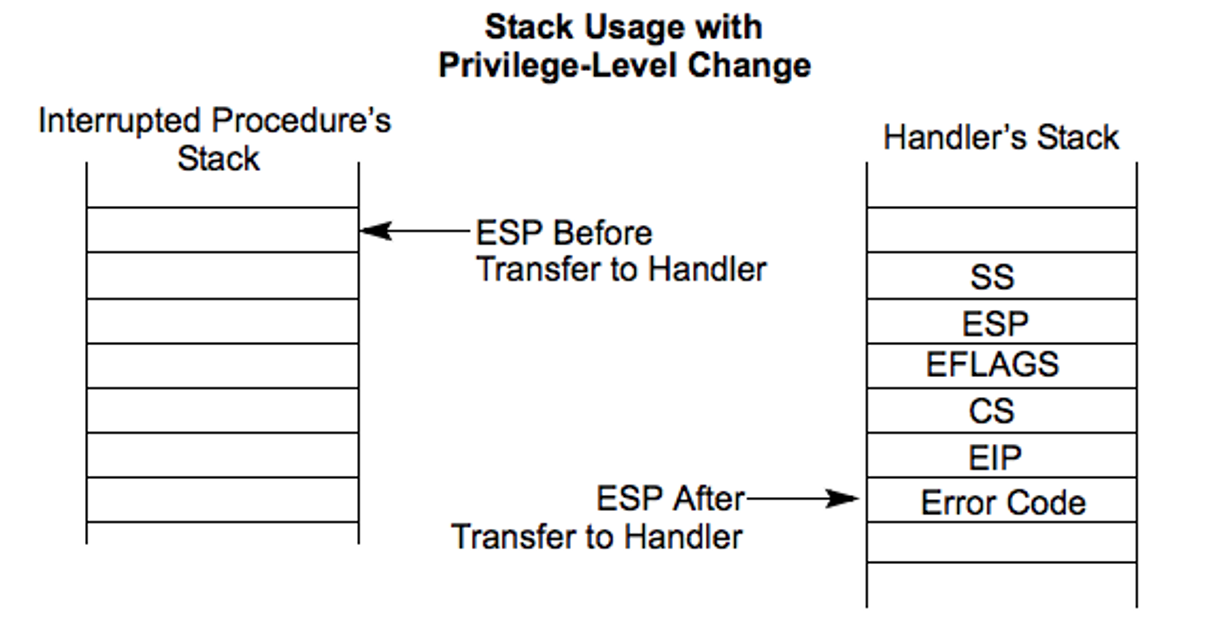 Stack Usage with
Privilege-Level Change
Interrupted Procedure's
Stack
Handler's Stack
ESP Before
Transfer to Handler
SS
ESP
EFLAGS
CS
EIP
ESP After
Transfer to Handler
Error Code